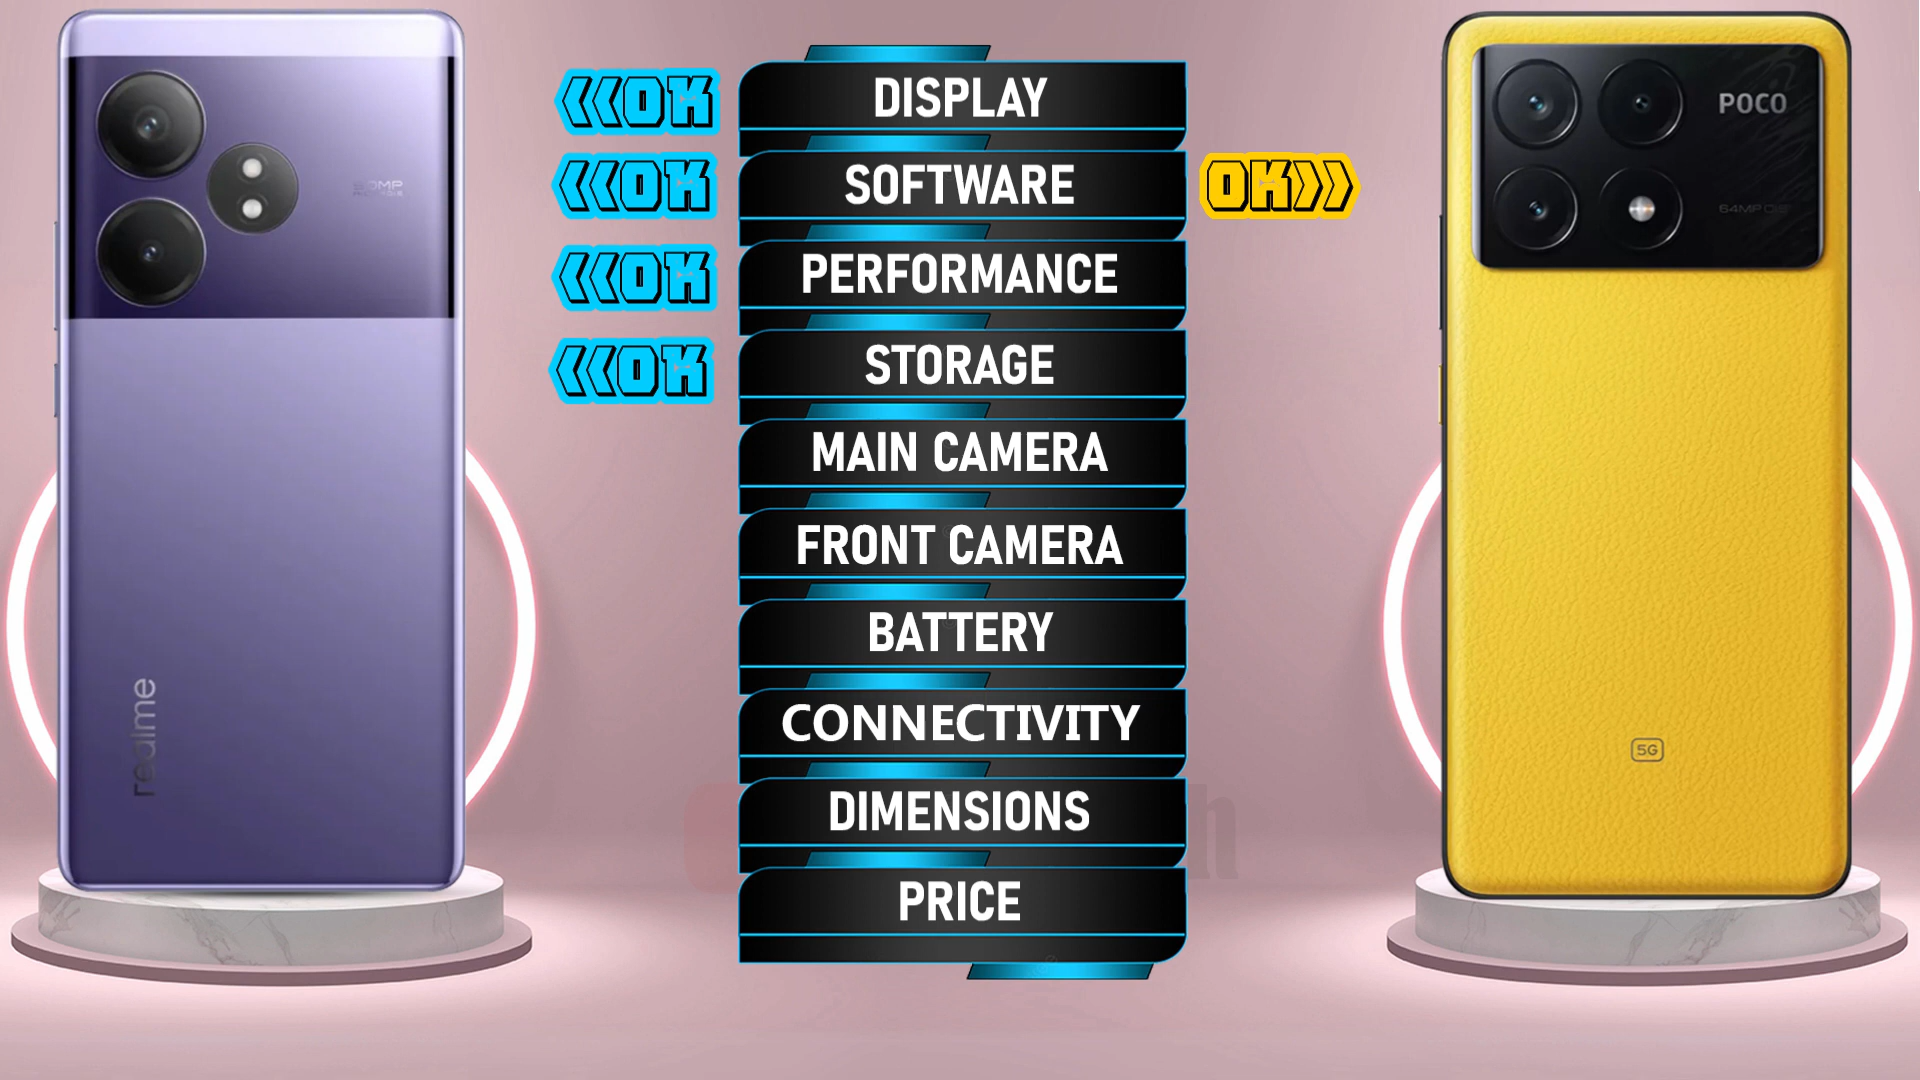 <<OK DISPLAY
<<OK SOFTWARE OK>>
<<OK PERFORMANCE
<<OK STORAGE
MAIN CAMERA
FRONT CAMERA
BATTERY
CONNECTIVITY
DIMENSIONS
PRICE
realme
POCO
64MP
5G